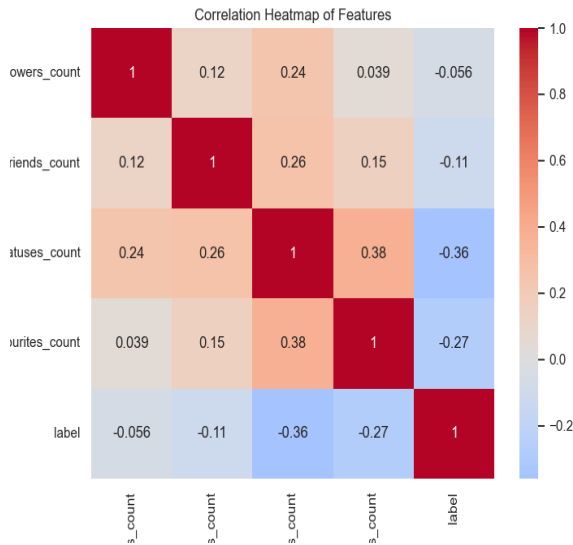 Correlation Heatmap of Features
owers_count 1 0.12 0.24 0.039 -0.056
riends_count 0.12 1 0.26 0.15 -0.11
atuses_count 0.24 0.26 1 0.38 -0.36
ourites_count 0.039 0.15 0.38 1 -0.27
label -0.056 -0.11 -0.36 -0.27 1
s_count s_count s_count s_count label
1.0
0.8
0.6
0.4
0.2
0.0
−0.2